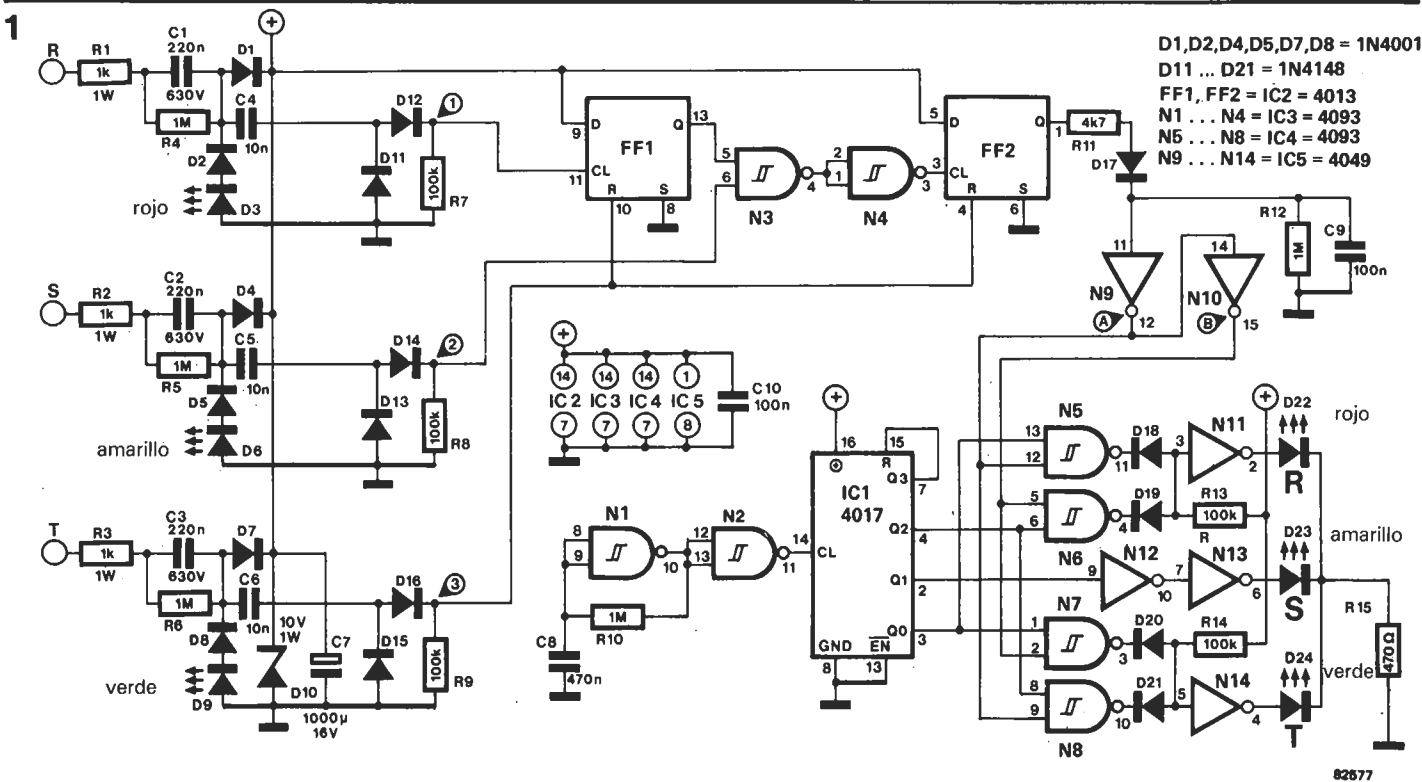 1
R
R1
1k
1W
C1
220n
630V
D1
1M
R4
C4
10n
D2
D3
rojo
D11
D12
1
100k
R7
D1,D2,D4,D5,D7,D8 = 1N4001
D11 ... D21 = 1N4148
FF1, FF2 = IC2 = 4013
N1 ... N4 = IC3 = 4093
N5 ... N8 = IC4 = 4093
N9 ... N14 = IC5 = 4049
9
D
Q
13
FF1
11
CL
R
S
10
8
5
6
N3
4
2
1
N4
3
5
D
Q
1
FF2
CL
R
S
4
6
4k7
R11
D17
R12
1M
C9
100n
11
N9
A
12
14
N10
B
15
S
R2
1k
1W
C2
220n
630V
D4
1M
R5
C5
10n
D5
D6
amarillo
D13
D14
2
100k
R8
+
14
14
14
1
IC2
IC3
IC4
IC5
7
7
7
8
C10
100n
T
R3
1k
1W
C3
220n
630V
D7
1M
R6
C6
10n
D8
D9
verde
10V
1W
D10
C7
1000µ
16V
D15
D16
3
100k
R9
N1
8
9
10
1M
R10
C8
470n
N2
12
13
11
14
16
15
R
Q3
7
IC1
4017
Q2
4
CL
Q1
2
Q0
3
GND
EN
8
13
N5
13
12
11
D18
3
N11
2
D22
rojo
R
5
6
4
N6
D19
R13
100k
R
9
N12
10
7
N13
6
D23
amarillo
S
N7
1
2
3
D20
R14
100k
D24
verde
8
9
10
N8
D21
5
N14
4
T
R15
470Ω
82577